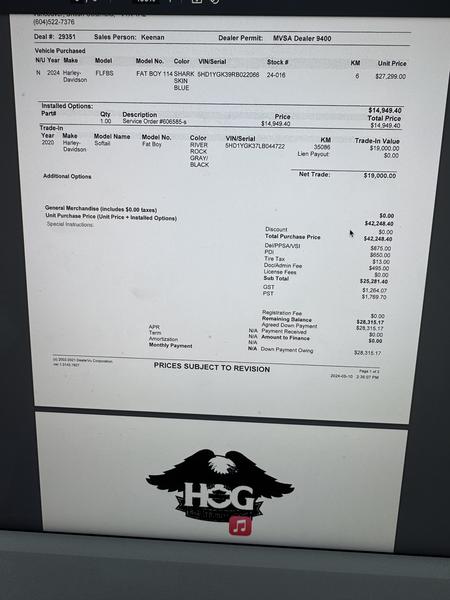 (604)522-7376
Deal #: 29351 Sales Person: Keenan Dealer Permit: MVSA Dealer 9400
Vehicle Purchased
N/U Year Make Model Model No. Color VIN/Serial Stock # KM Unit Price
N 2024 Harley-Davidson FLFBS FAT BOY 114 SHARK SKIN BLUE 5HD1YGK39RB022066 24-016 6 $27,299.00
Installed Options: $14,949.40
Part# Qty Description Price Total Price
1.00 Service Order #606585-s $14,949.40 $14,949.40
Trade-In
Year Make Model Name Model No. Color VIN/Serial KM Trade-In Value
2020 Harley-Davidson Softail Fat Boy RIVER ROCK GRAY/BLACK 5HD1YGK37LB044722 35086 $19,000.00
Lien Payout: $0.00
Net Trade: $19,000.00
Additional Options
General Merchandise (includes $0.00 taxes) $0.00
Unit Purchase Price (Unit Price + Installed Options) $42,248.40
Special Instructions:
Discount $0.00
Total Purchase Price $42,248.40
Del/PPSA/VSI $875.00
PDI $650.00
Tire Tax $13.00
Doc/Admin Fee $495.00
License Fees $0.00
Sub Total $25,281.40
GST $1,264.07
PST $1,769.70
Registration Fee $0.00
Remaining Balance $28,315.17
APR N/A Agreed Down Payment $28,315.17
Term N/A Payment Received $0.00
Amortization N/A Amount to Finance $0.00
Monthly Payment N/A Down Payment Owing $28,315.17
PRICES SUBJECT TO REVISION
Page 1 of 2
2024-09-10 2:36:07 PM
HOG